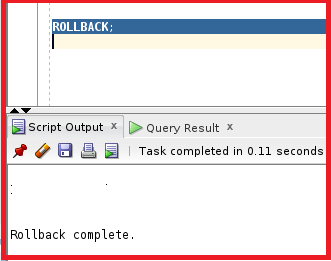 ROLLBACK;
Script Output x Query Result x
Task completed in 0.11 seconds
Rollback complete.